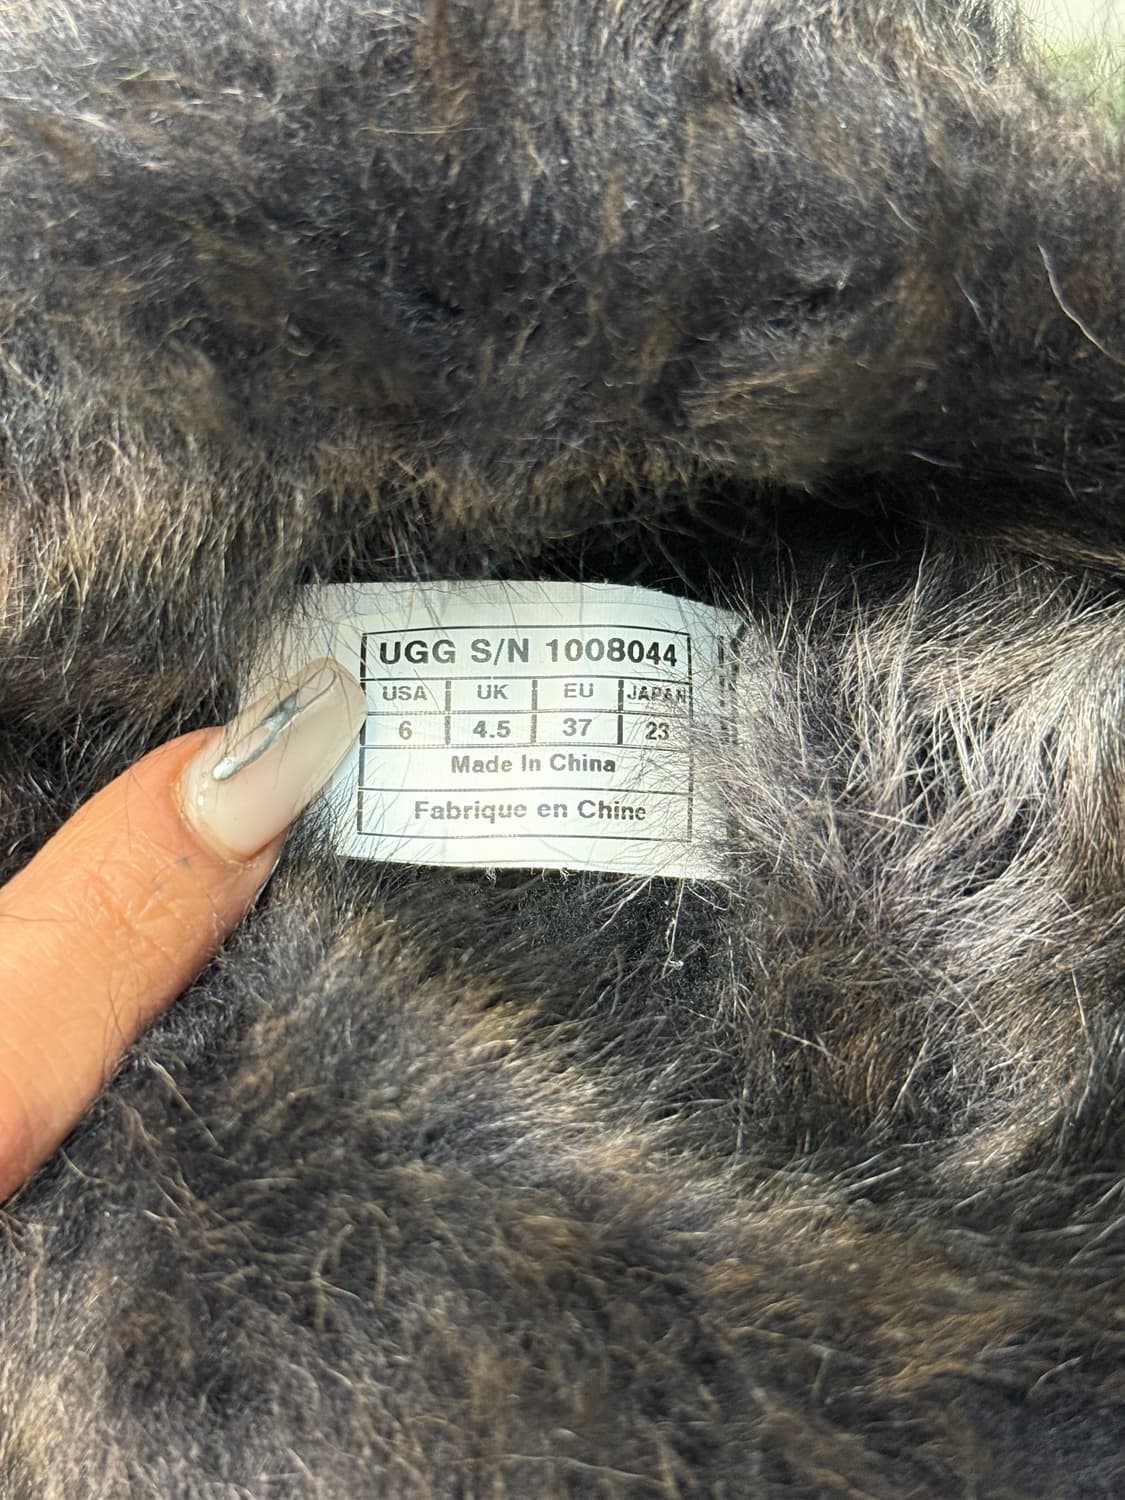 UGG S/N 1008044
USA UK EU JAPAN
6 4.5 37 23
Made In China
Fabrique en Chine